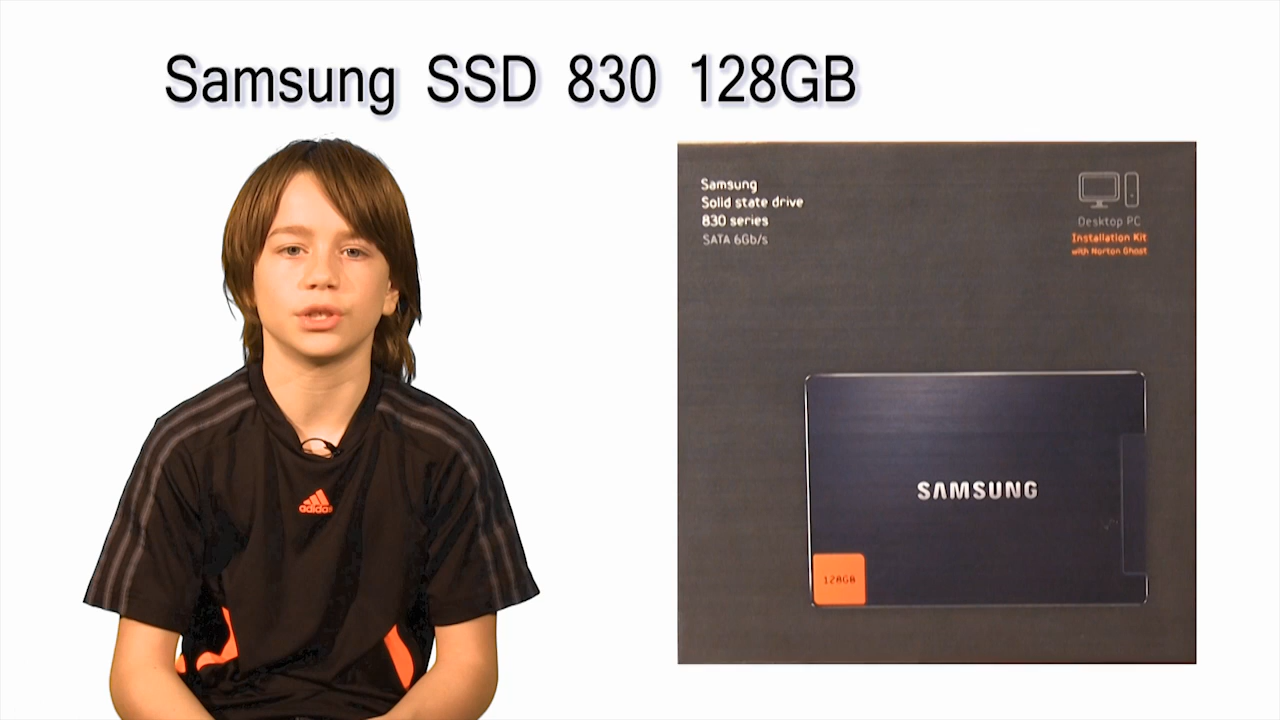 Samsung SSD 830 128GB
Samsung
Solid state drive
830 series
SATA 6Gb/s
Desktop PC
Installation Kit
with Norton Ghost
SAMSUNG
128GB
adidas